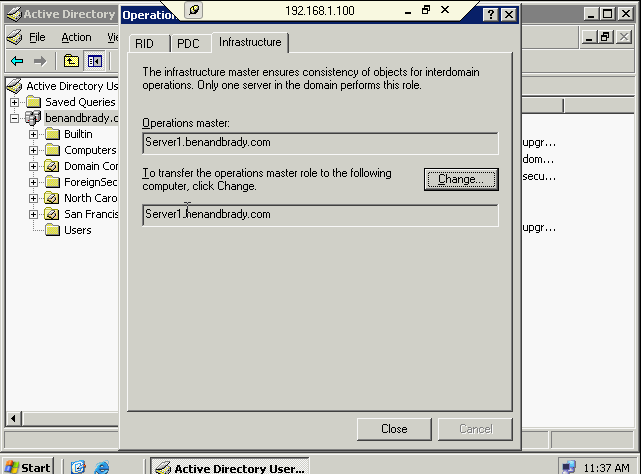 Active Directory
Operation
192.168.1.100
File Action Vie
RID PDC Infrastructure
The infrastructure master ensures consistency of objects for interdomain
operations. Only one server in the domain performs this role.
Operations master:
Server1.benandbrady.com
To transfer the operations master role to the following
computer, click Change.
Change...
Server1.benandbrady.com
Close Cancel
Active Directory Us
Saved Queries
benandbrady.c
Builtin
Computers
Domain Con
ForeignSec
North Caro
San Francis
Users
upgr...
dom...
secu...
upgr...
Start
Active Directory User...
11:37 AM